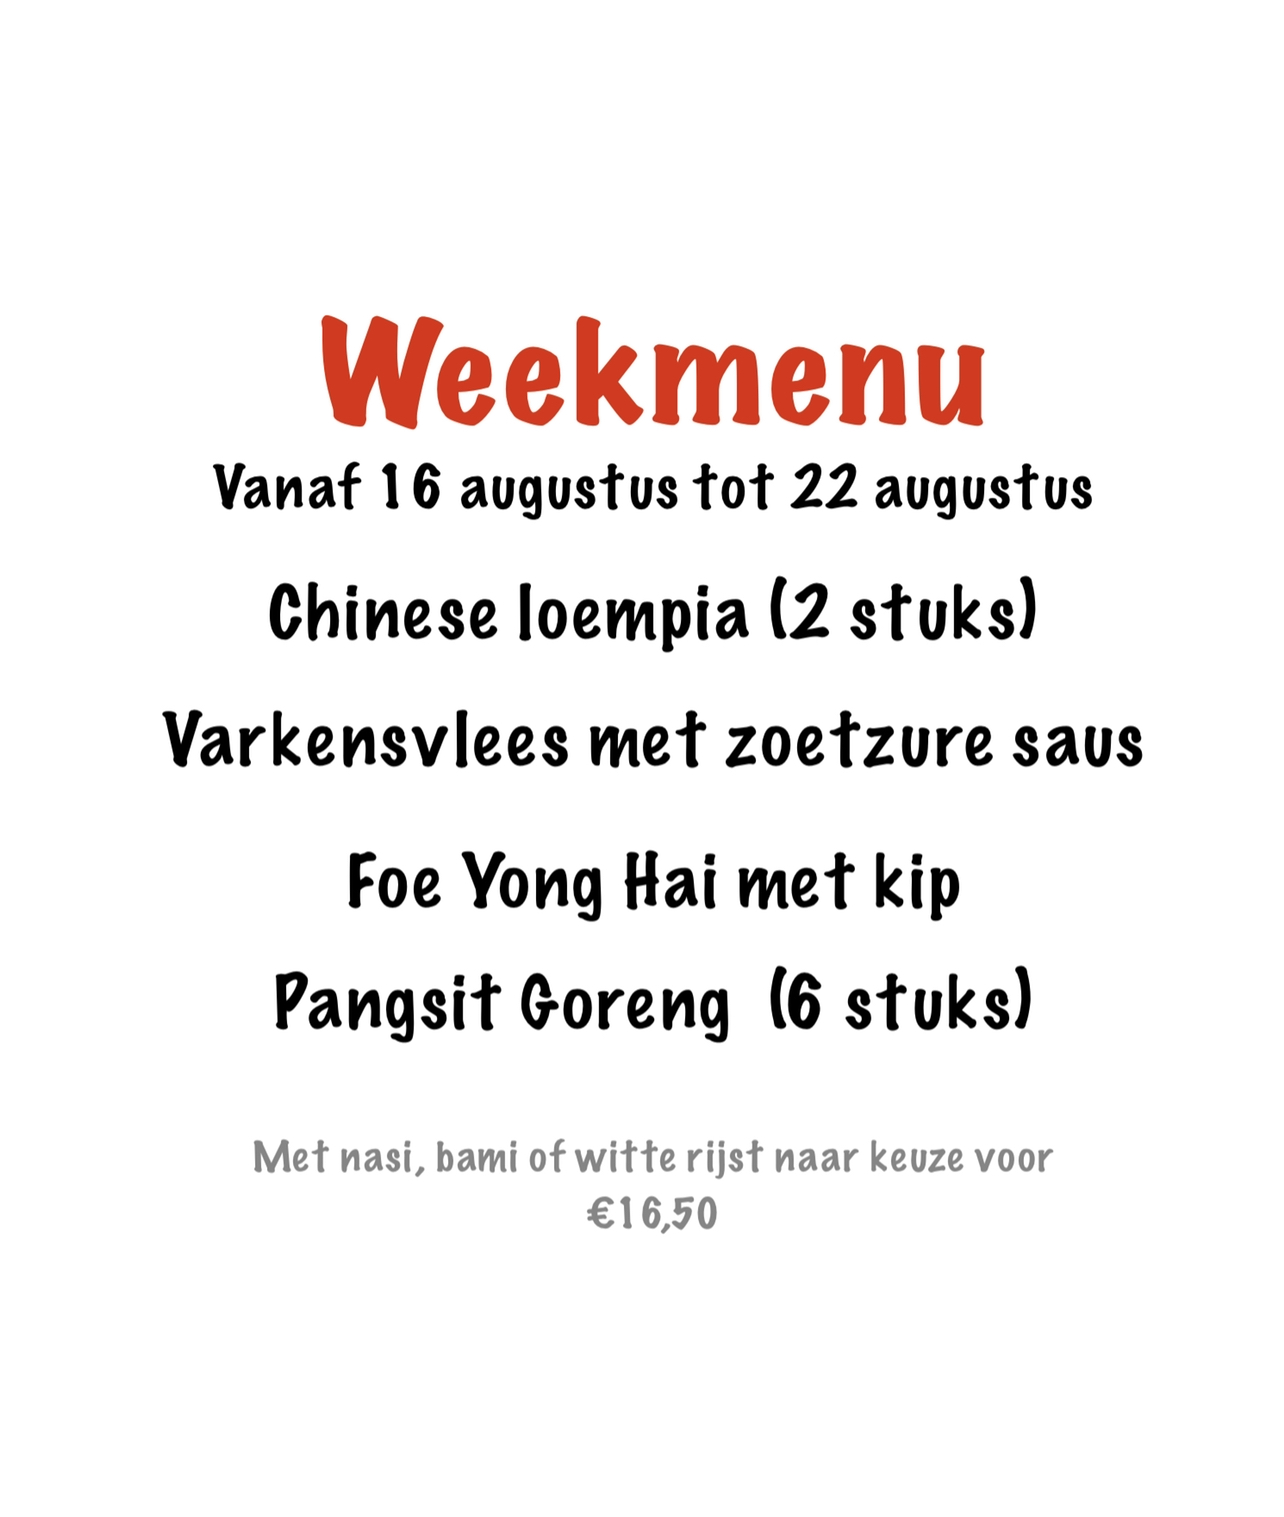 Weekmenu
Vanaf 16 augustus tot 22 augustus
Chinese loempia (2 stuks)
Varkensvlees met zoetzure saus
Foe Yong Hai met kip
Pangsit Goreng  (6 stuks)
Met nasi, bami of witte rijst naar keuze voor
€16,50